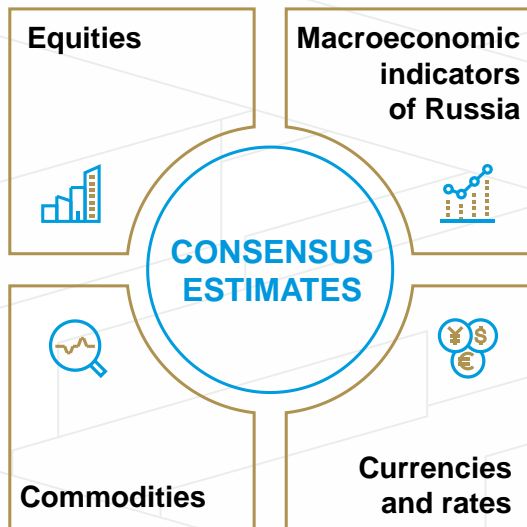 Equities
Macroeconomic
indicators
of Russia
CONSENSUS
ESTIMATES
¥ $
€
Commodities
Currencies
and rates